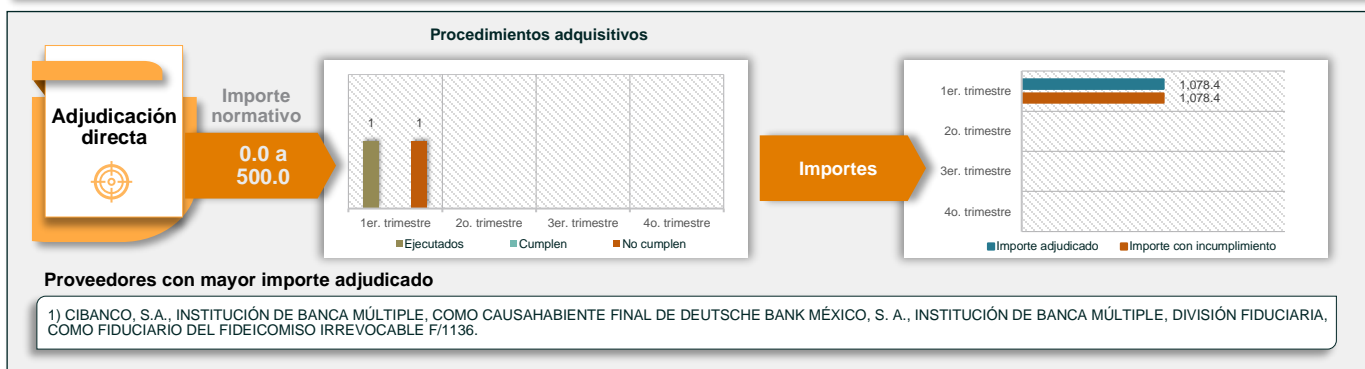 Procedimientos adquisitivos
Adjudicación
directa
Importe
normativo
0.0 a
500.0
1 1
1er. trimestre 2o. trimestre 3er. trimestre 4o. trimestre
Ejecutados Cumplen No cumplen
Importes
1er. trimestre
1,078.4
1,078.4
2o. trimestre
3er. trimestre
4o. trimestre
Importe adjudicado Importe con incumplimiento
Proveedores con mayor importe adjudicado
1) CIBANCO, S.A., INSTITUCIÓN DE BANCA MÚLTIPLE, COMO CAUSAHABIENTE FINAL DE DEUTSCHE BANK MÉXICO, S. A., INSTITUCIÓN DE BANCA MÚLTIPLE, DIVISIÓN FIDUCIARIA,
COMO FIDUCIARIO DEL FIDEICOMISO IRREVOCABLE F/1136.